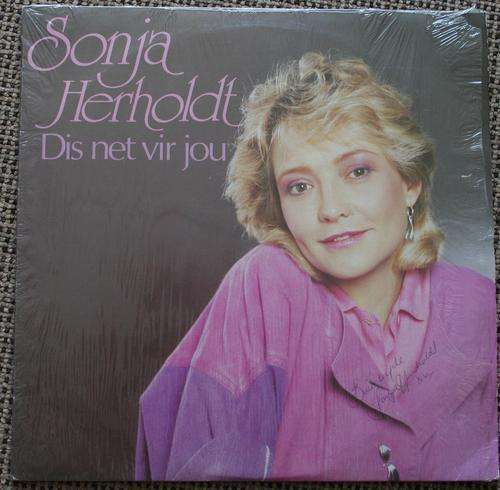 Sonja
Herholdt
Dis net vir jou